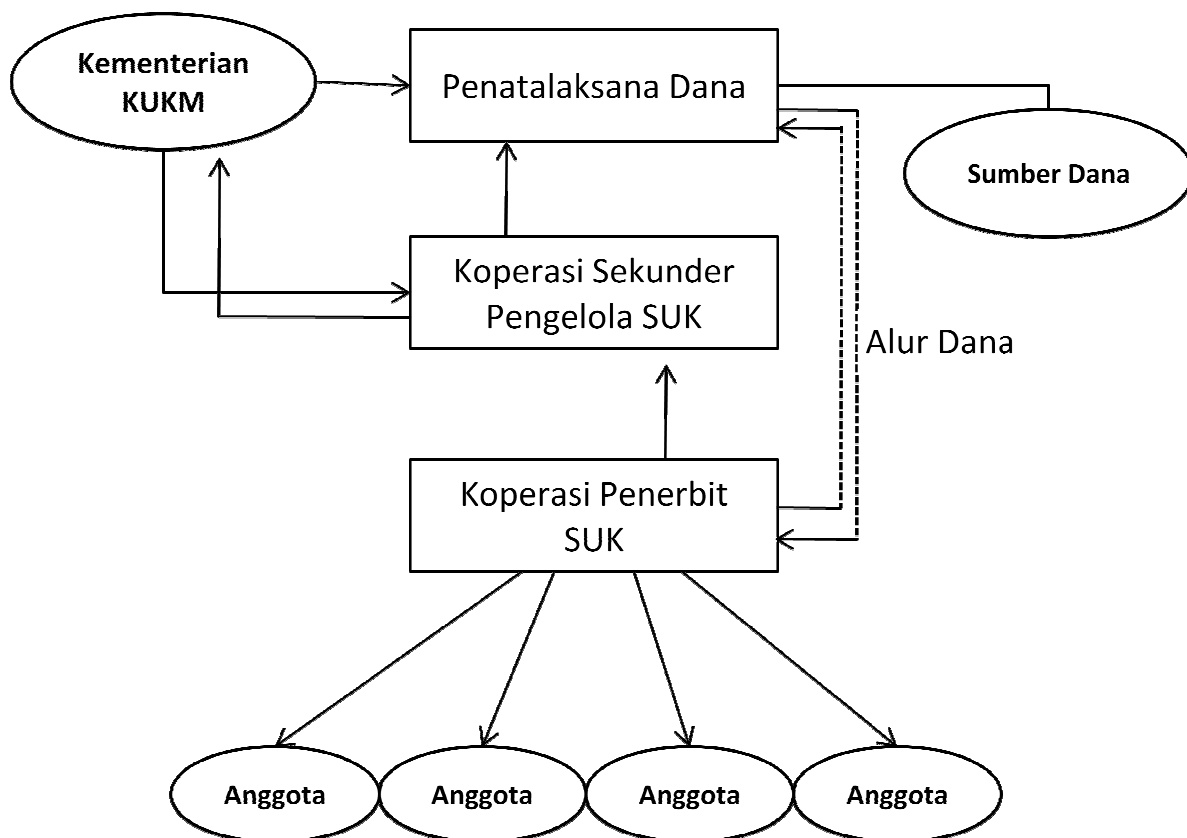 Kementerian
KUKM
Penatalaksana Dana
Sumber Dana
Koperasi Sekunder
Pengelola SUK
Alur Dana
Koperasi Penerbit
SUK
Anggota
Anggota
Anggota
Anggota